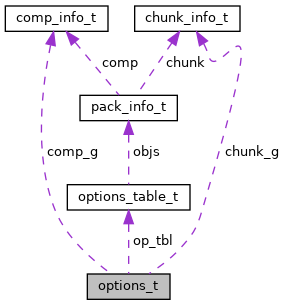 comp_info_t
chunk_info_t
comp
chunk
pack_info_t
comp_g
objs
chunk_g
options_table_t
op_tbl
options_t